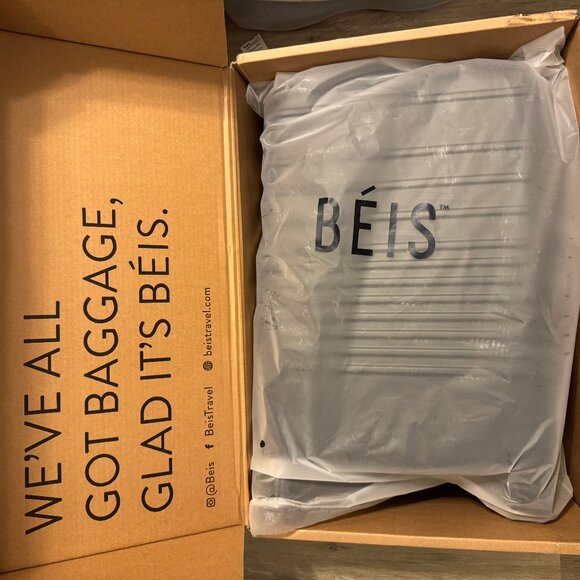 WE'VE ALL
GOT BAGGAGE,
GLAD IT'S BÉIS.
@Beis BeisTravel beistravel.com
BÉIS™